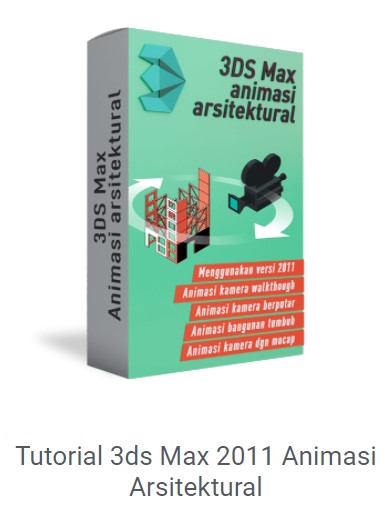 3DS Max
animasi
arsitektural
3DS Max
Animasi arsitektural
Menggunakan versi 2011
Animasi kamera walkthough
Animasi kamera berputar
Animasi bangunan tumbuh
Animasi kamera dgn mocap
Tutorial 3ds Max 2011 Animasi
Arsitektural